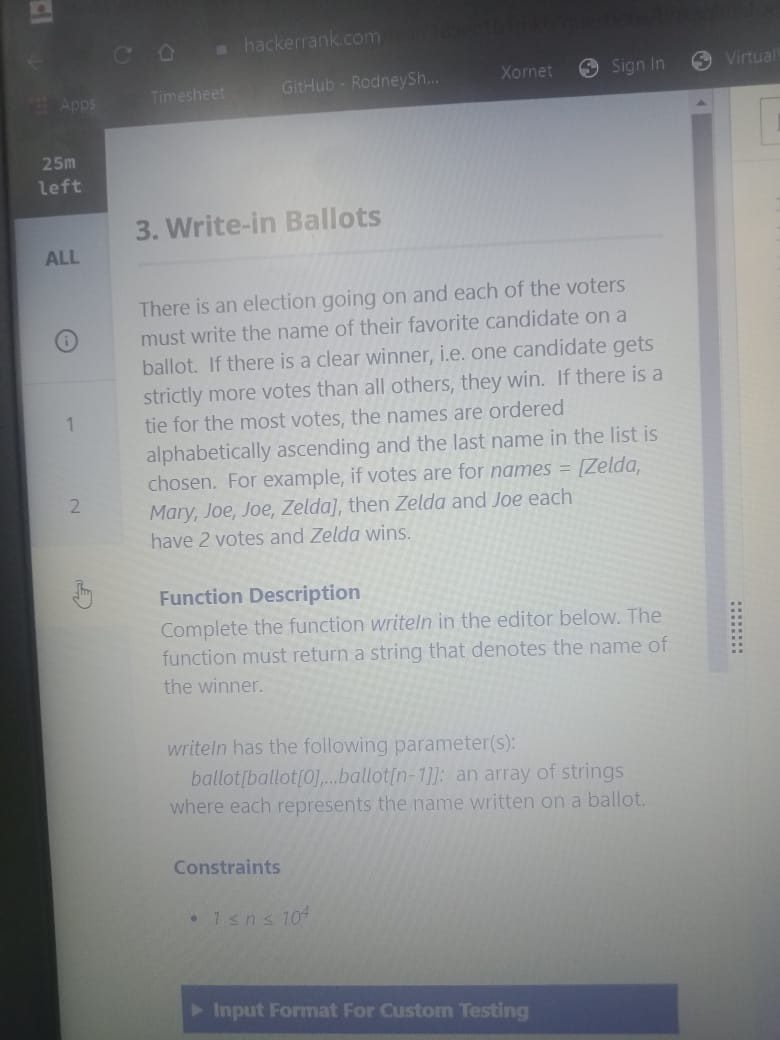 hackerrank.com
Apps
Timesheet
GitHub - RodneySh...
Xornet
Sign In
Virtual
25m
left
ALL
1
2
3. Write-in Ballots
There is an election going on and each of the voters
must write the name of their favorite candidate on a
ballot. If there is a clear winner, i.e. one candidate gets
strictly more votes than all others, they win. If there is a
tie for the most votes, the names are ordered
alphabetically ascending and the last name in the list is
chosen. For example, if votes are for names = [Zelda,
Mary, Joe, Joe, Zelda], then Zelda and Joe each
have 2 votes and Zelda wins.
Function Description
Complete the function writeIn in the editor below. The
function must return a string that denotes the name of
the winner.
writeIn has the following parameter(s):
ballot[ballot[0],...ballot[n-1]]: an array of strings
where each represents the name written on a ballot.
Constraints
• 1 ≤ n ≤ 10⁴
Input Format For Custom Testing